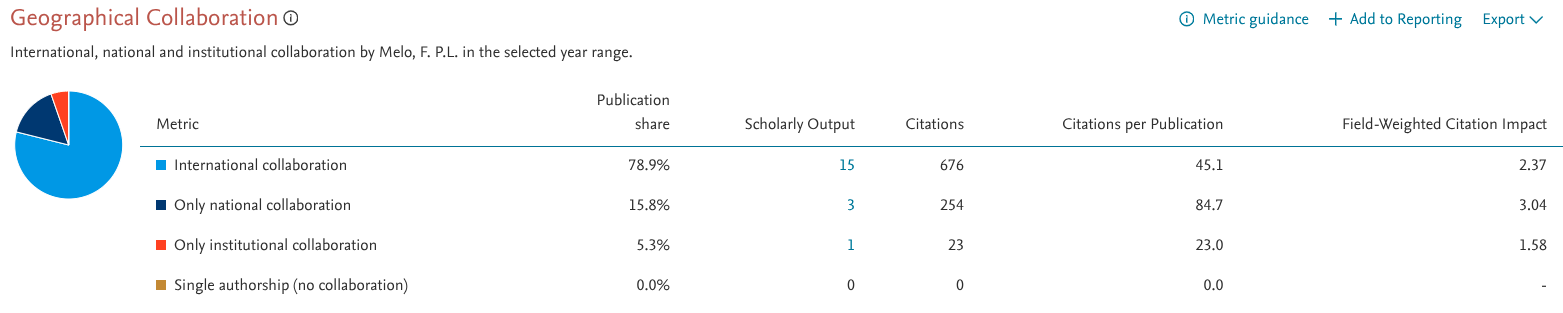 Geographical Collaboration
Metric guidance + Add to Reporting Export
International, national and institutional collaboration by Melo, F. P.L. in the selected year range.
Metric Publication share Scholarly Output Citations Citations per Publication Field-Weighted Citation Impact
International collaboration 78.9% 15 676 45.1 2.37
Only national collaboration 15.8% 3 254 84.7 3.04
Only institutional collaboration 5.3% 1 23 23.0 1.58
Single authorship (no collaboration) 0.0% 0 0 0.0 -